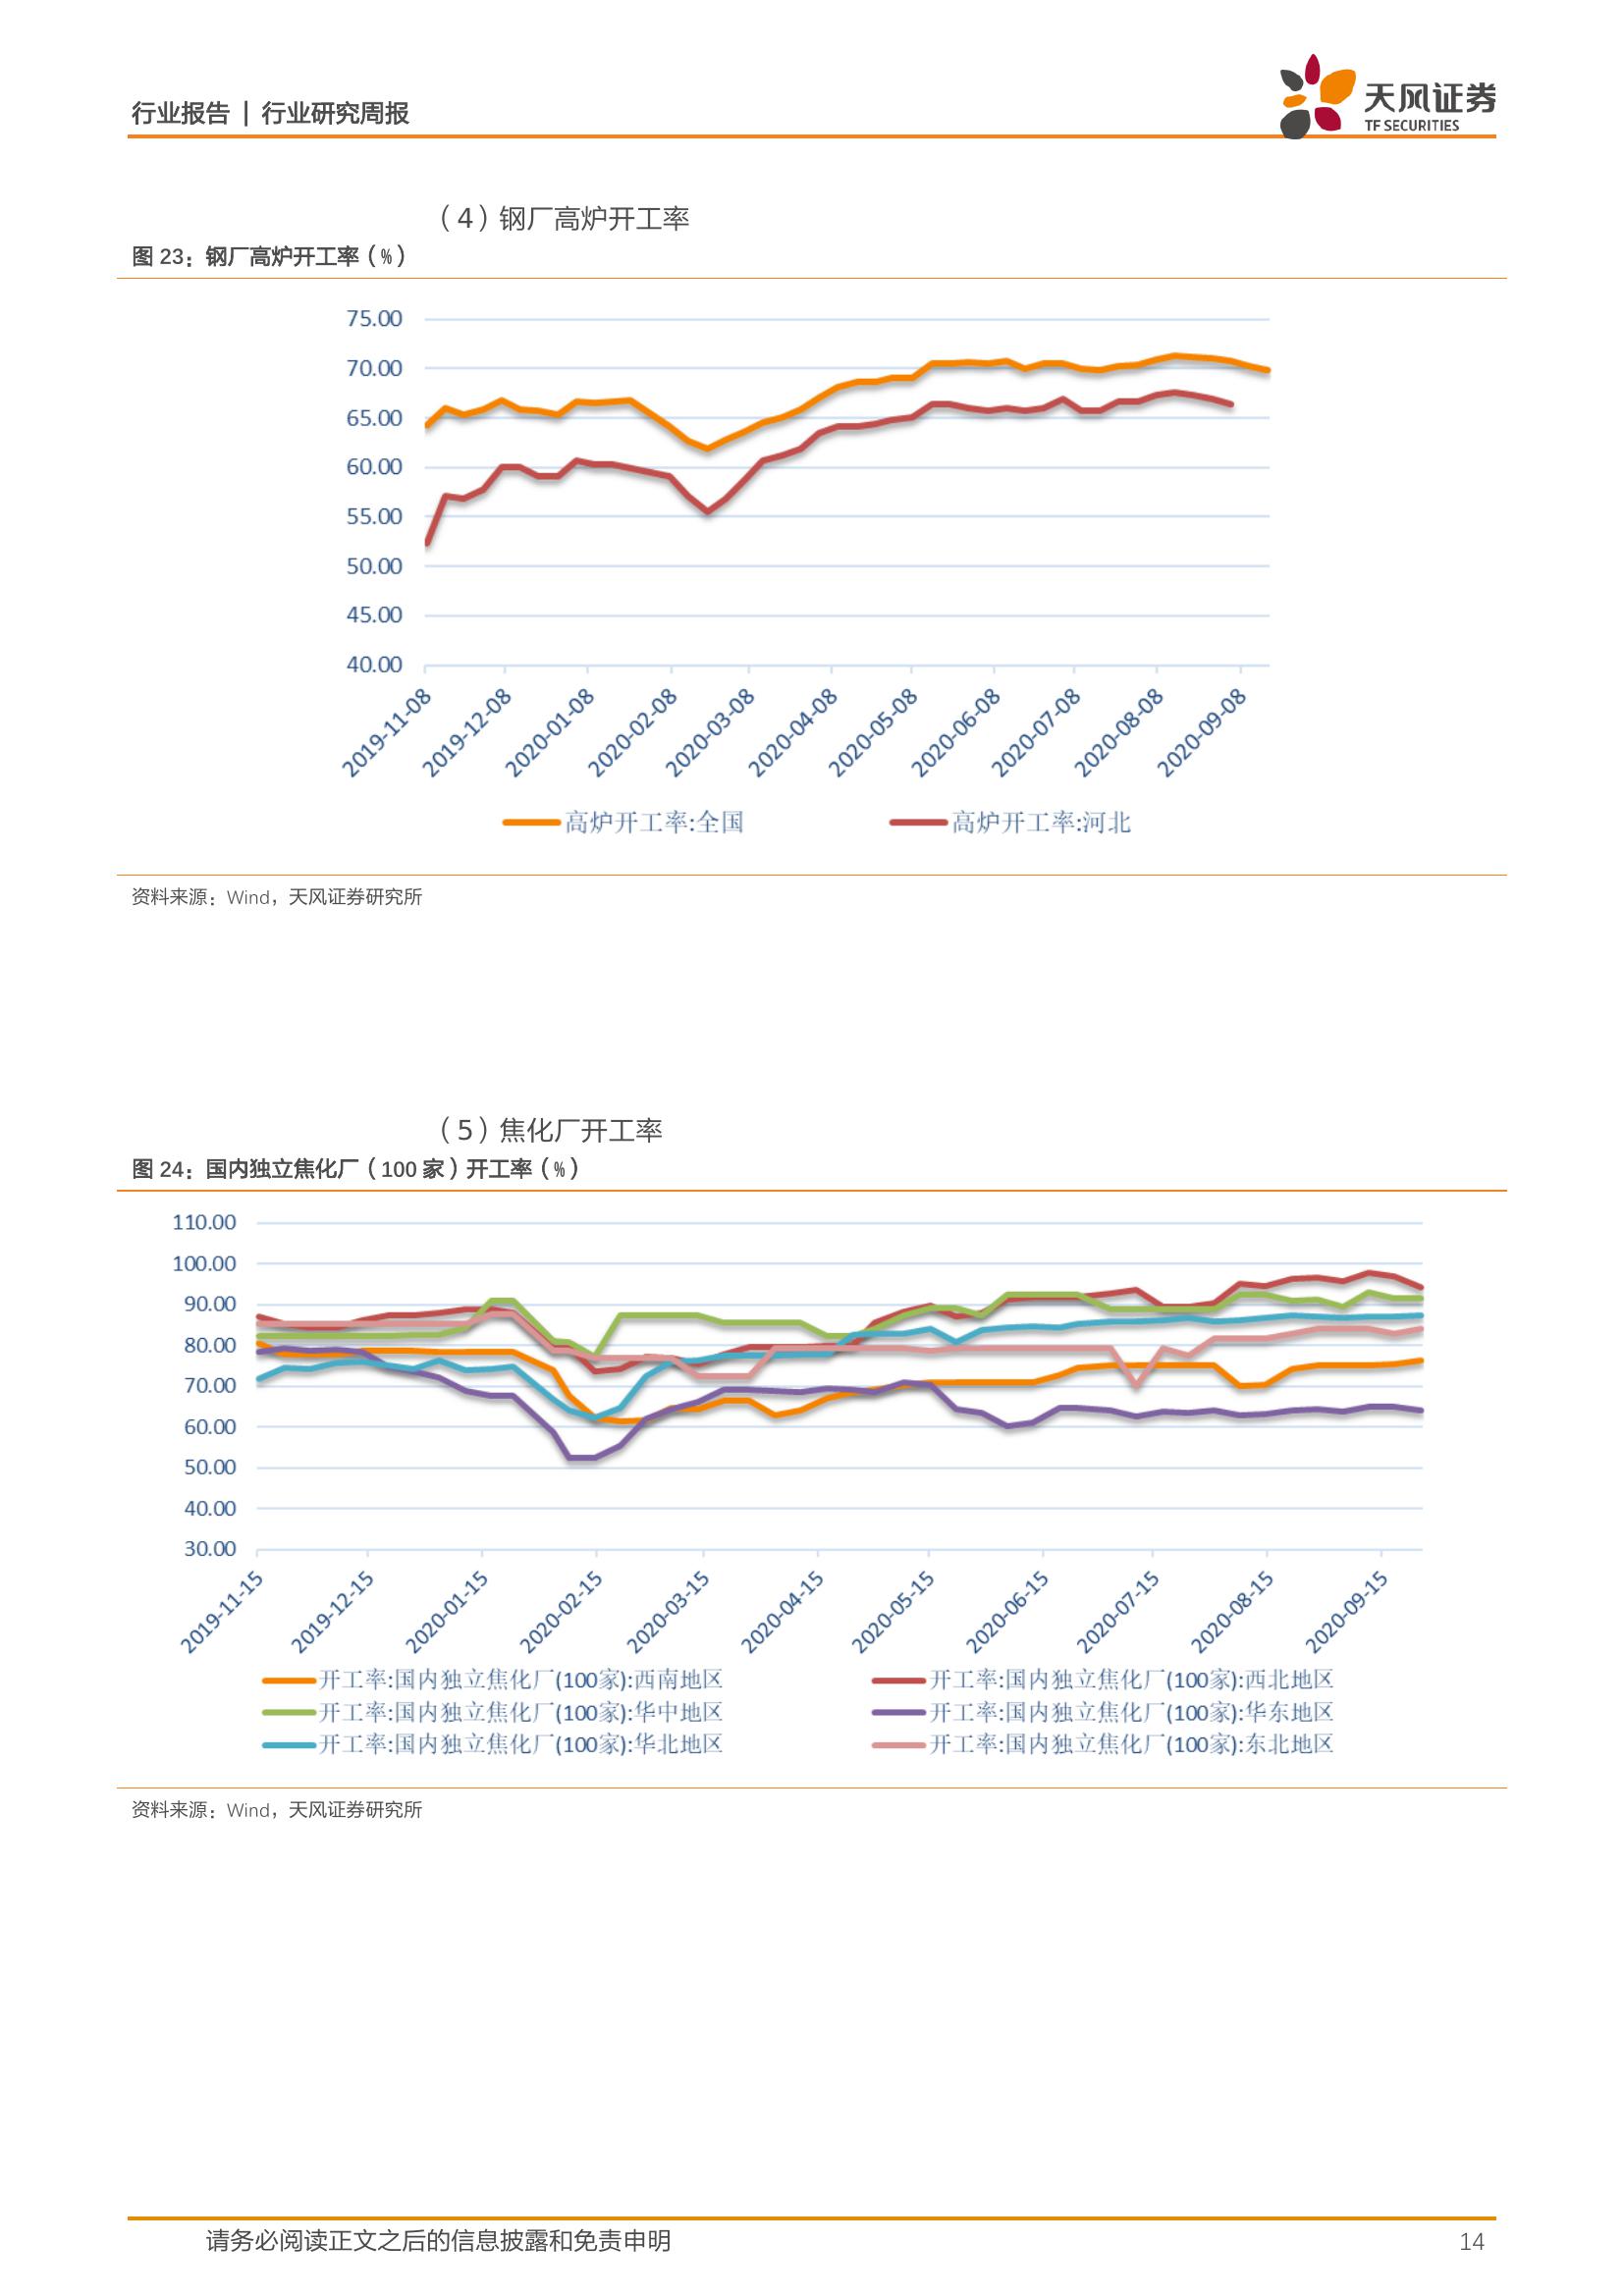 行业报告 | 行业研究周报
天风证券
TF SECURITIES
（4）钢厂高炉开工率
图 23：钢厂高炉开工率（%）
75.00
70.00
65.00
60.00
55.00
50.00
45.00
40.00
2019-11-08
2019-12-08
2020-01-08
2020-02-08
2020-03-08
2020-04-08
2020-05-08
2020-06-08
2020-07-08
2020-08-08
2020-09-08
高炉开工率:全国
高炉开工率:河北
资料来源：Wind，天风证券研究所
（5）焦化厂开工率
图 24：国内独立焦化厂（100 家）开工率（%）
110.00
100.00
90.00
80.00
70.00
60.00
50.00
40.00
30.00
2019-11-15
2019-12-15
2020-01-15
2020-02-15
2020-03-15
2020-04-15
2020-05-15
2020-06-15
2020-07-15
2020-08-15
2020-09-15
开工率:国内独立焦化厂(100家):西南地区
开工率:国内独立焦化厂(100家):西北地区
开工率:国内独立焦化厂(100家):华中地区
开工率:国内独立焦化厂(100家):华东地区
开工率:国内独立焦化厂(100家):华北地区
开工率:国内独立焦化厂(100家):东北地区
资料来源：Wind，天风证券研究所
请务必阅读正文之后的信息披露和免责申明
14